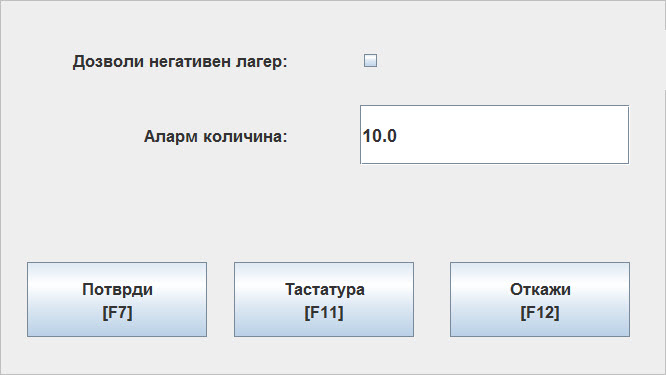 Дозволи негативен лагер:
Аларм количина:
10.0
Потврди
[F7]
Тастатура
[F11]
Откажи
[F12]